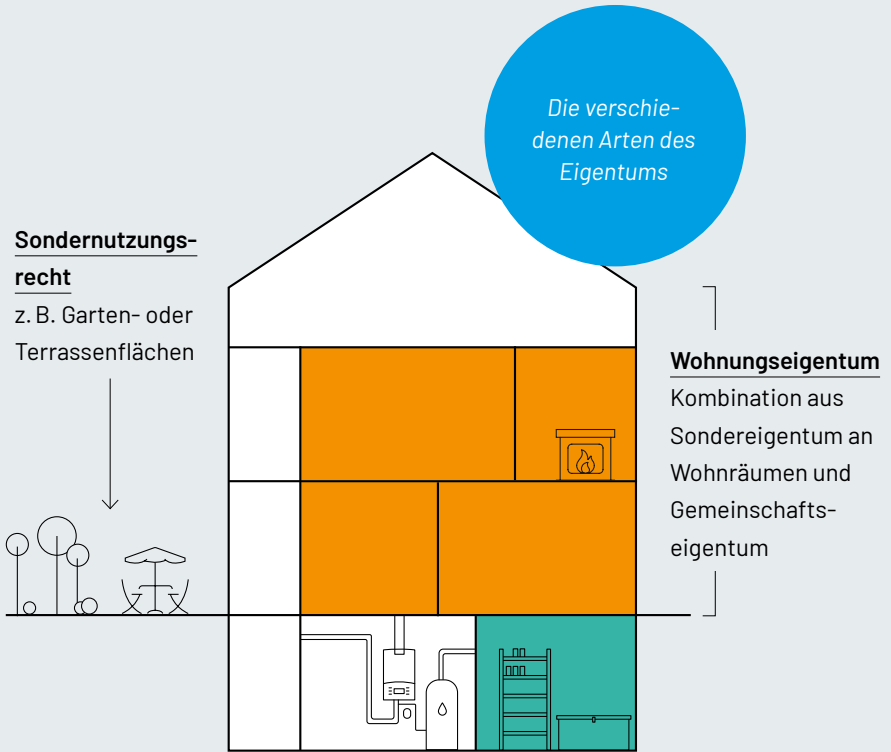 Die verschie-
denen Arten des
Eigentums
Sondernutzungs-
recht
z. B. Garten- oder
Terrassenflächen
Wohnungseigentum
Kombination aus
Sondereigentum an
Wohnräumen und
Gemeinschafts-
eigentum